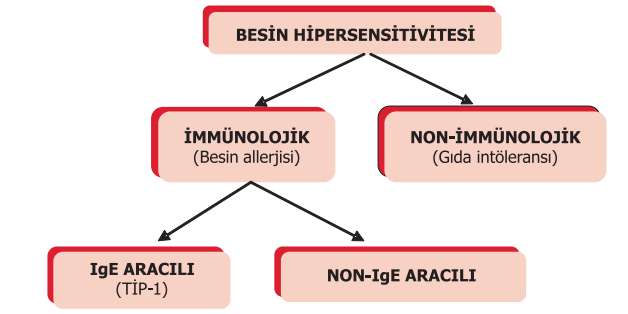 BESİN HİPERSENSİTİVİTESİ
İMMÜNOLOJİK
(Besin allerjisi)
NON-İMMÜNOLOJİK
(Gıda intöleransı)
IgE ARACILI
(TİP-1)
NON-IgE ARACILI